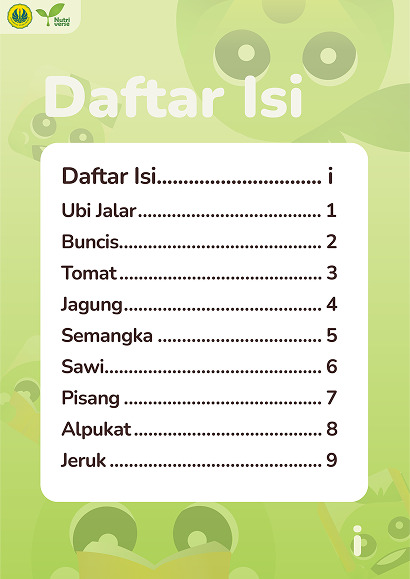 Nutri
verse
Daftar Isi
Daftar Isi................................. i
Ubi Jalar..................................... 1
Buncis......................................... 2
Tomat......................................... 3
Jagung........................................ 4
Semangka ................................. 5
Sawi............................................ 6
Pisang ........................................ 7
Alpukat...................................... 8
Jeruk .......................................... 9
i